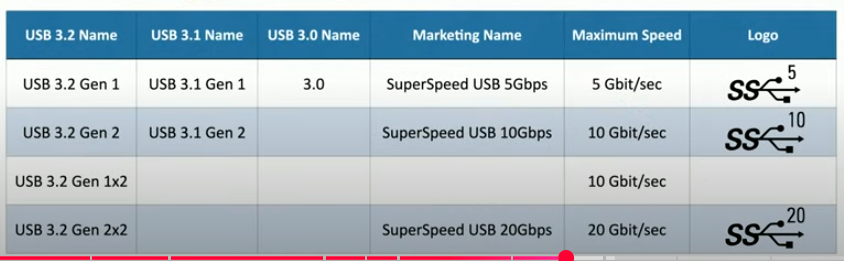 USB 3.2 Name USB 3.1 Name USB 3.0 Name Marketing Name Maximum Speed Logo
USB 3.2 Gen 1 USB 3.1 Gen 1 3.0 SuperSpeed USB 5Gbps 5 Gbit/sec SS 5
USB 3.2 Gen 2 USB 3.1 Gen 2 SuperSpeed USB 10Gbps 10 Gbit/sec SS 10
USB 3.2 Gen 1x2 10 Gbit/sec
USB 3.2 Gen 2x2 SuperSpeed USB 20Gbps 20 Gbit/sec SS 20